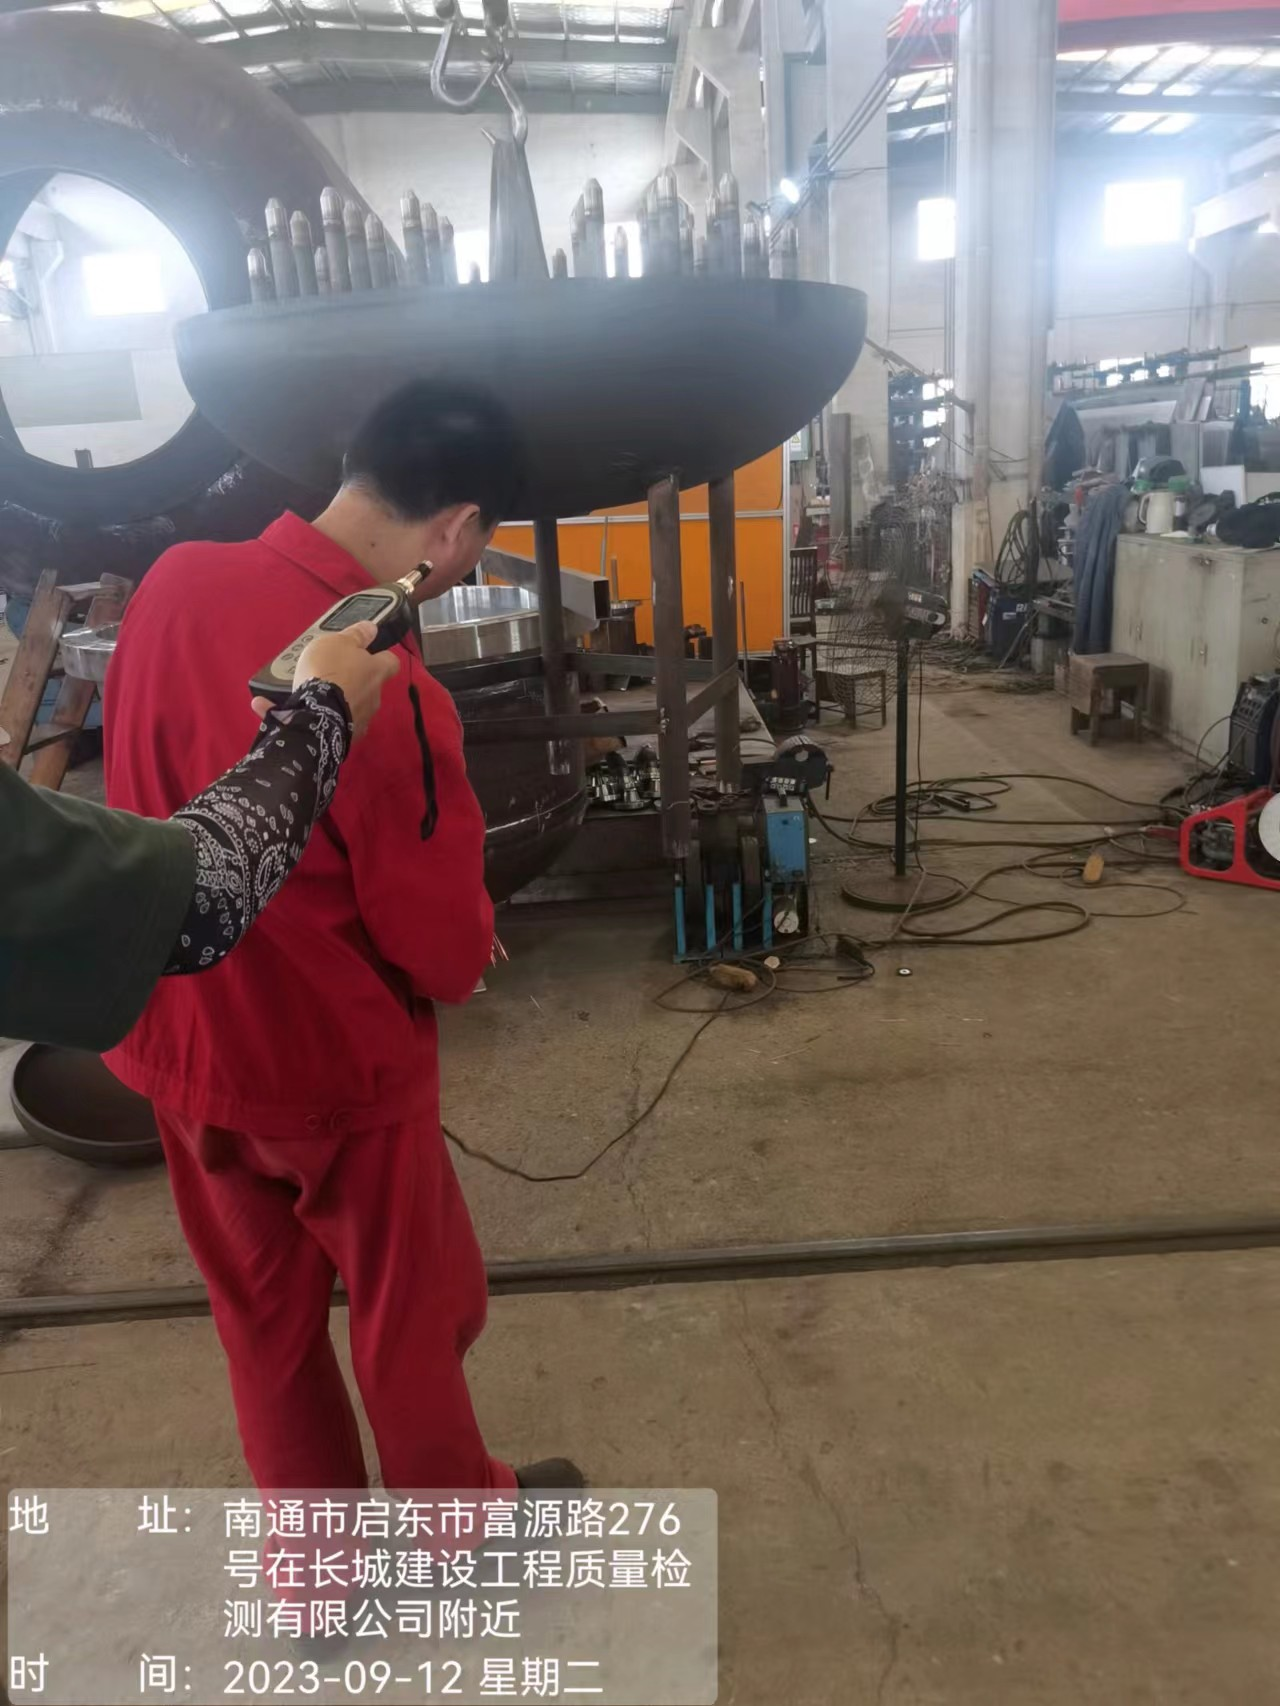 地 址：南通市启东市富源路276
号在长城建设工程质量检
测有限公司附近
时 间：2023-09-12 星期二